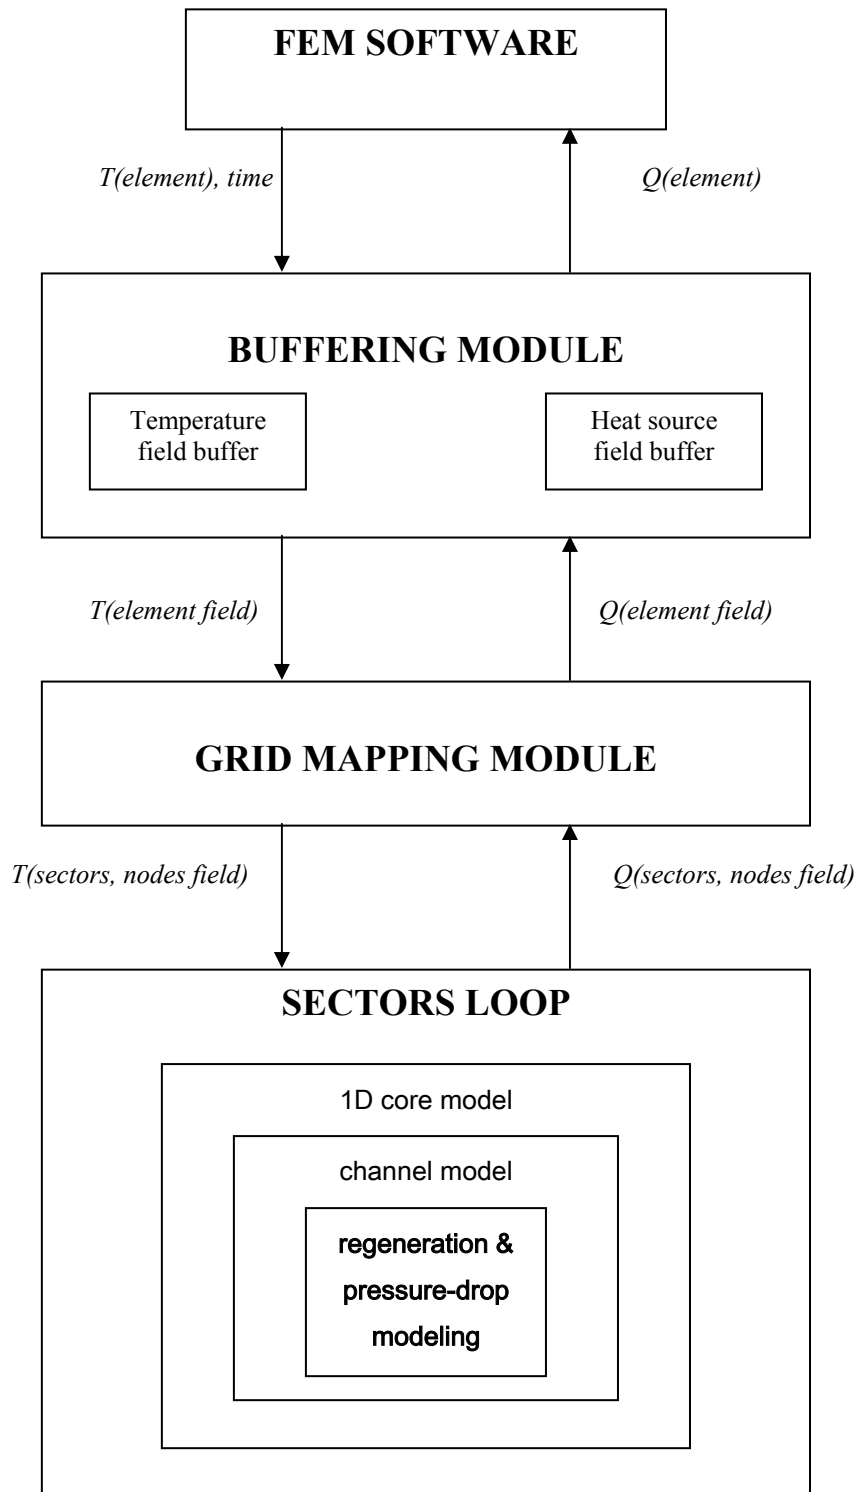 FEM SOFTWARE
T(element), time
Q(element)
BUFFERING MODULE
Temperature
field buffer
Heat source
field buffer
T(element field)
Q(element field)
GRID MAPPING MODULE
T(sectors, nodes field)
Q(sectors, nodes field)
SECTORS LOOP
1D core model
channel model
regeneration &
pressure-drop
modeling